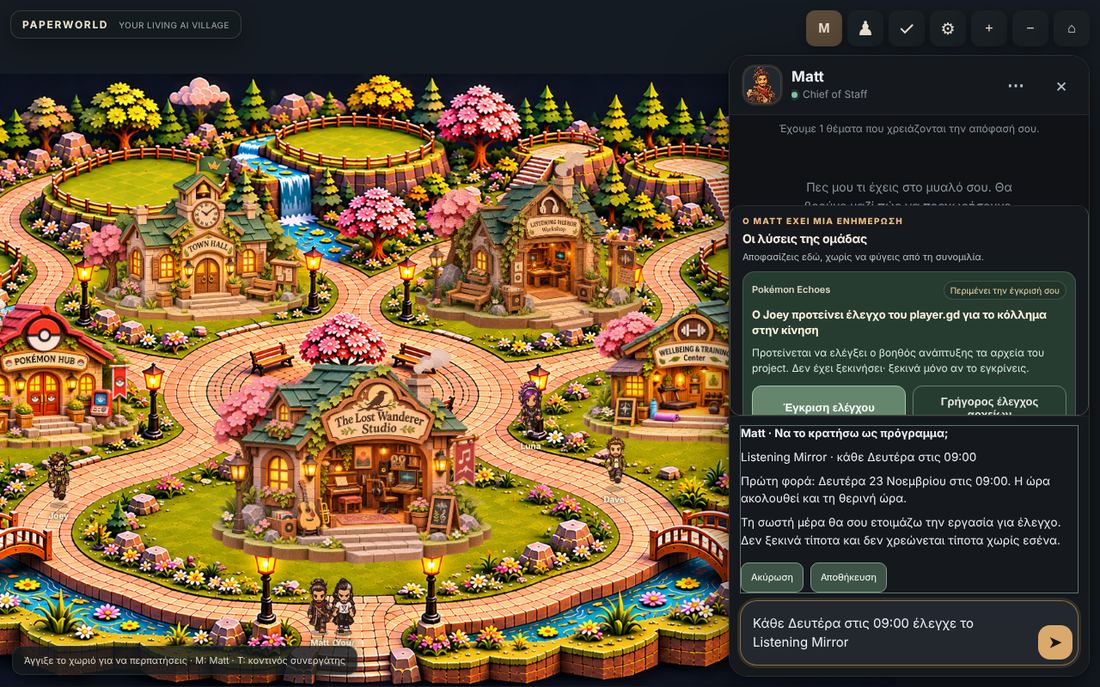 PAPERWORLD YOUR LIVING AI VILLAGE
M
Matt
Chief of Staff
Έχουμε 1 θέματα που χρειάζονται την απόφασή σου.
Πες μου τι έχεις στο μυαλό σου. Θα
Ο MATT ΕΧΕΙ ΜΙΑ ΕΝΗΜΕΡΩΣΗ
Οι λύσεις της ομάδας
Αποφασίζεις εδώ, χωρίς να φύγεις από τη συνομιλία.
Pokémon Echoes
Περιμένει την έγκρισή σου
Ο Joey προτείνει έλεγχο του player.gd για το κόλλημα
στην κίνηση
Προτείνεται να ελέγξει ο βοηθός ανάπτυξης τα αρχεία του
project. Δεν έχει ξεκινήσει· ξεκινά μόνο αν το εγκρίνεις.
Έγκριση ελέγχου
Γρήγορος έλεγχος
αρχείων
Matt · Να το κρατήσω ως πρόγραμμα;
Listening Mirror · κάθε Δευτέρα στις 09:00
Πρώτη φορά: Δευτέρα 23 Νοεμβρίου στις 09:00. Η ώρα
ακολουθεί και τη θερινή ώρα.
Τη σωστή μέρα θα σου ετοιμάζω την εργασία για έλεγχο.
Δεν ξεκινά τίποτα και δεν χρεώνεται τίποτα χωρίς εσένα.
Ακύρωση
Αποθήκευση
Κάθε Δευτέρα στις 09:00 έλεγχε το
Listening Mirror
TOWN HALL
LISTENING MIRROR
Workshop
POKÉMON HUB
WELLBEING & TRAINING
Center
The Lost Wanderer
Studio
Luna
Dave
Joey
Matt (You)
Άγγιξε το χωριό για να περπατήσεις · M: Matt · T: κοντινός συνεργάτης